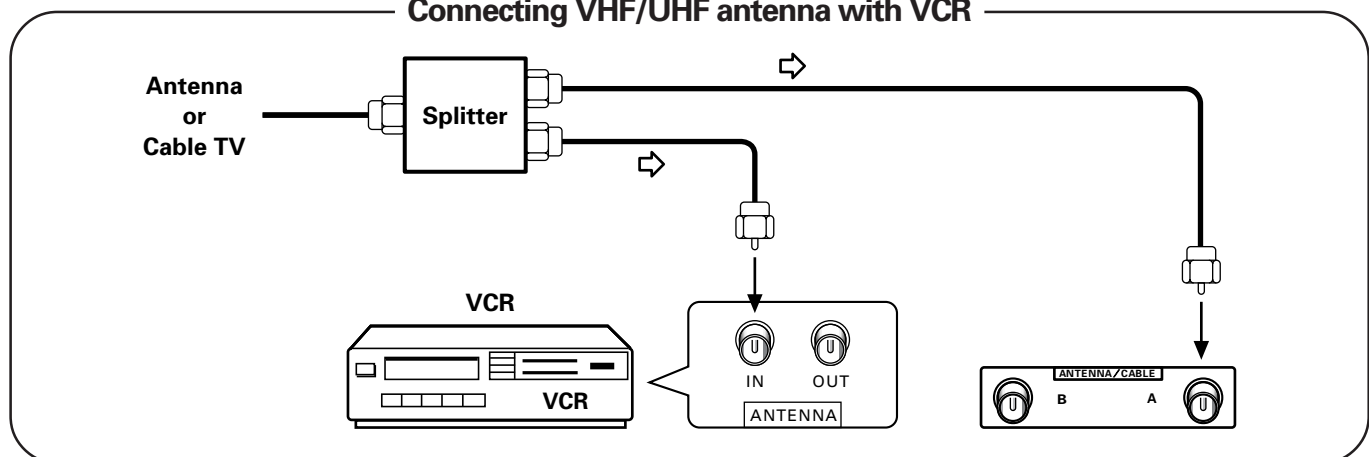 Connecting VHF/UHF antenna with VCR
Antenna
or
Cable TV
Splitter
VCR
VCR
IN OUT
ANTENNA
ANTENNA/CABLE
B A